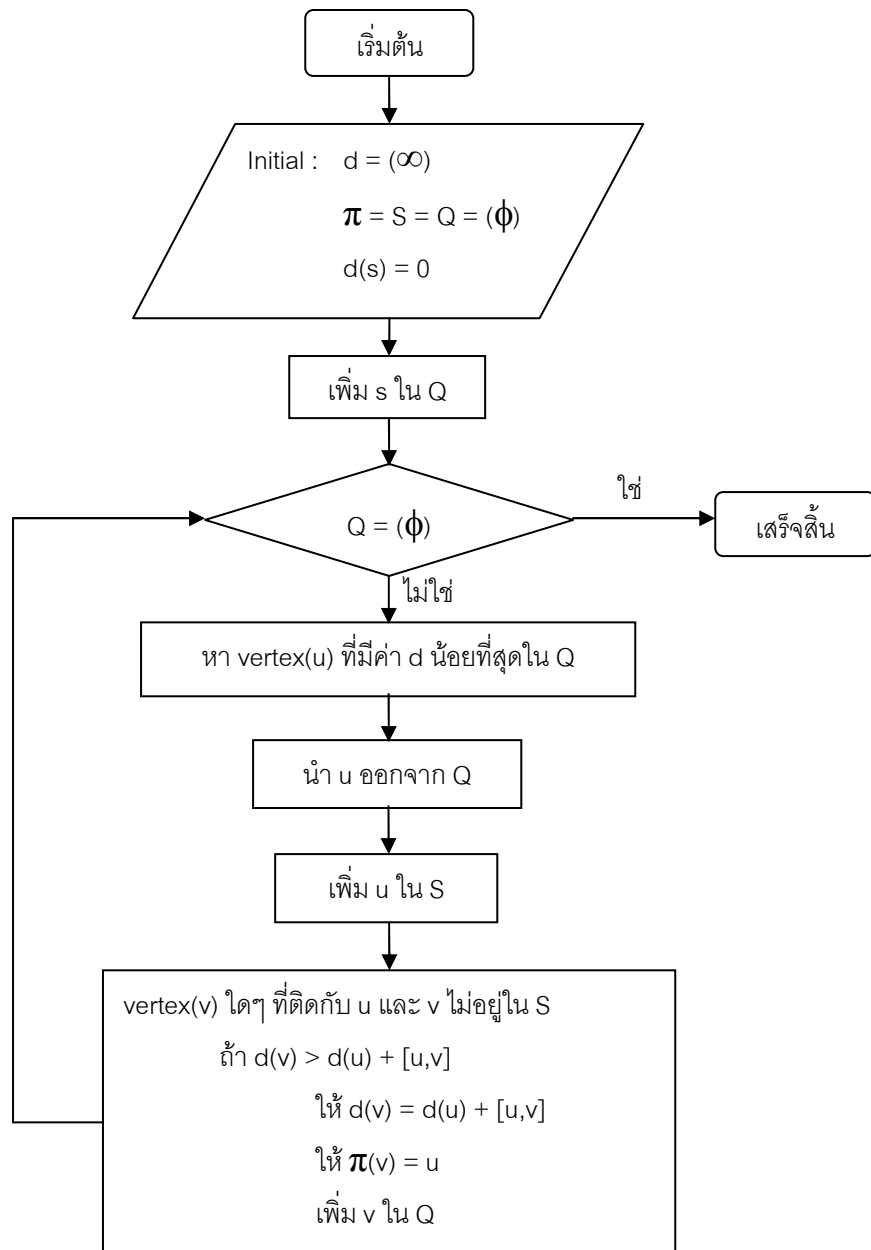 เริ่มต้น
Initial : d = (∞)
π = S = Q = (ϕ)
d(s) = 0
เพิ่ม s ใน Q
Q = (ϕ)
ใช่
เสร็จสิ้น
ไม่ใช่
หา vertex(u) ที่มีค่า d น้อยที่สุดใน Q
นำ u ออกจาก Q
เพิ่ม u ใน S
vertex(v) ใดๆ ที่ติดกับ u และ v ไม่อยู่ใน S
ถ้า d(v) > d(u) + [u,v]
ให้ d(v) = d(u) + [u,v]
ให้ π(v) = u
เพิ่ม v ใน Q